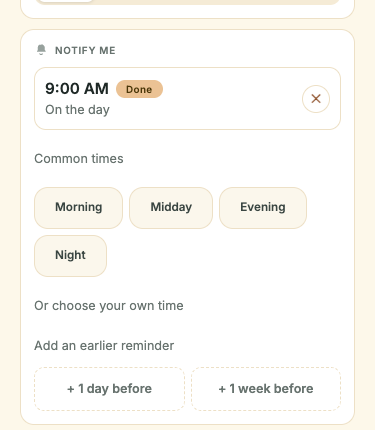 NOTIFY ME
9:00 AM Done
On the day
Common times
Morning Midday Evening
Night
Or choose your own time
Add an earlier reminder
+ 1 day before + 1 week before